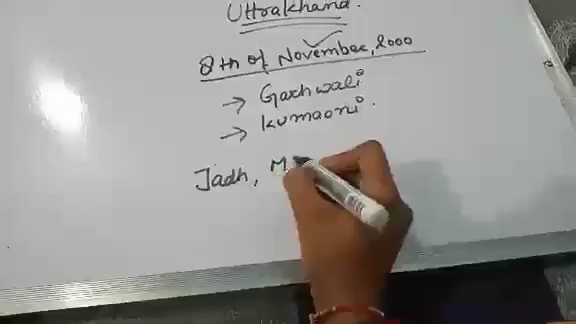 Uttrakhand.
8th of November, 2000
→ Garhwali
→ Kumaoni.
Jadh, M